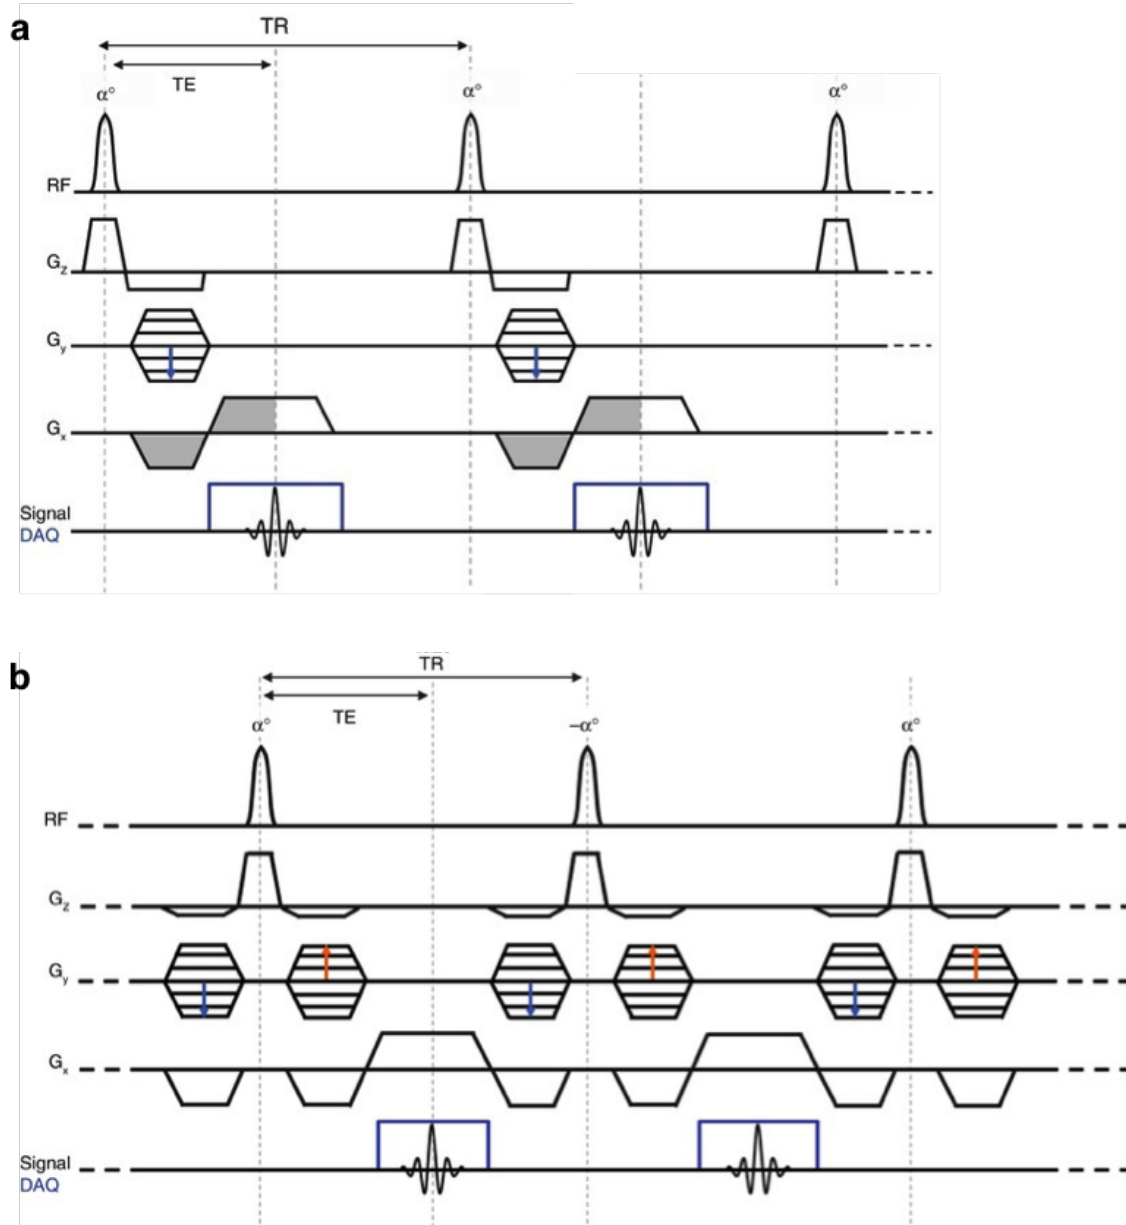 a
TR
TE
α° α° α°
RF
Gz
Gy
Gx
Signal
DAQ
b
TR
TE
α° –α° α°
RF
Gz
Gy
Gx
Signal
DAQ